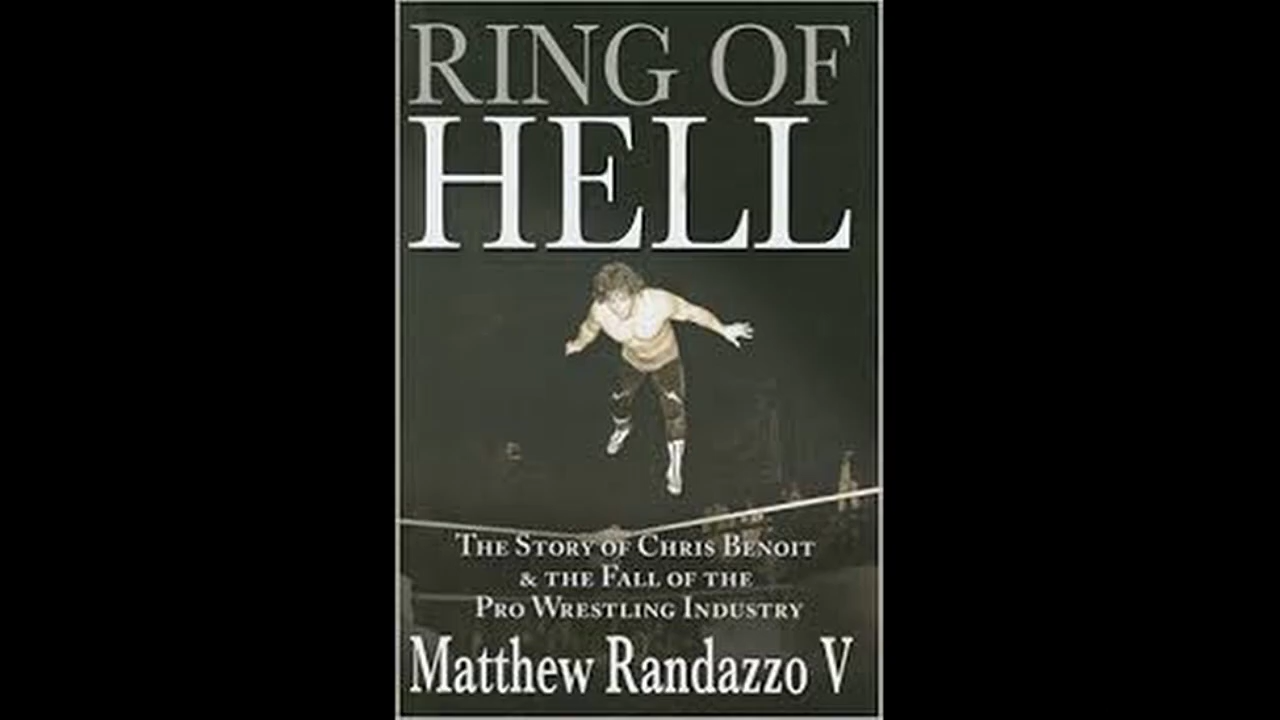 RING OF
HELL
THE STORY OF CHRIS BENOIT
& THE FALL OF THE
PRO WRESTLING INDUSTRY
Matthew Randazzo V